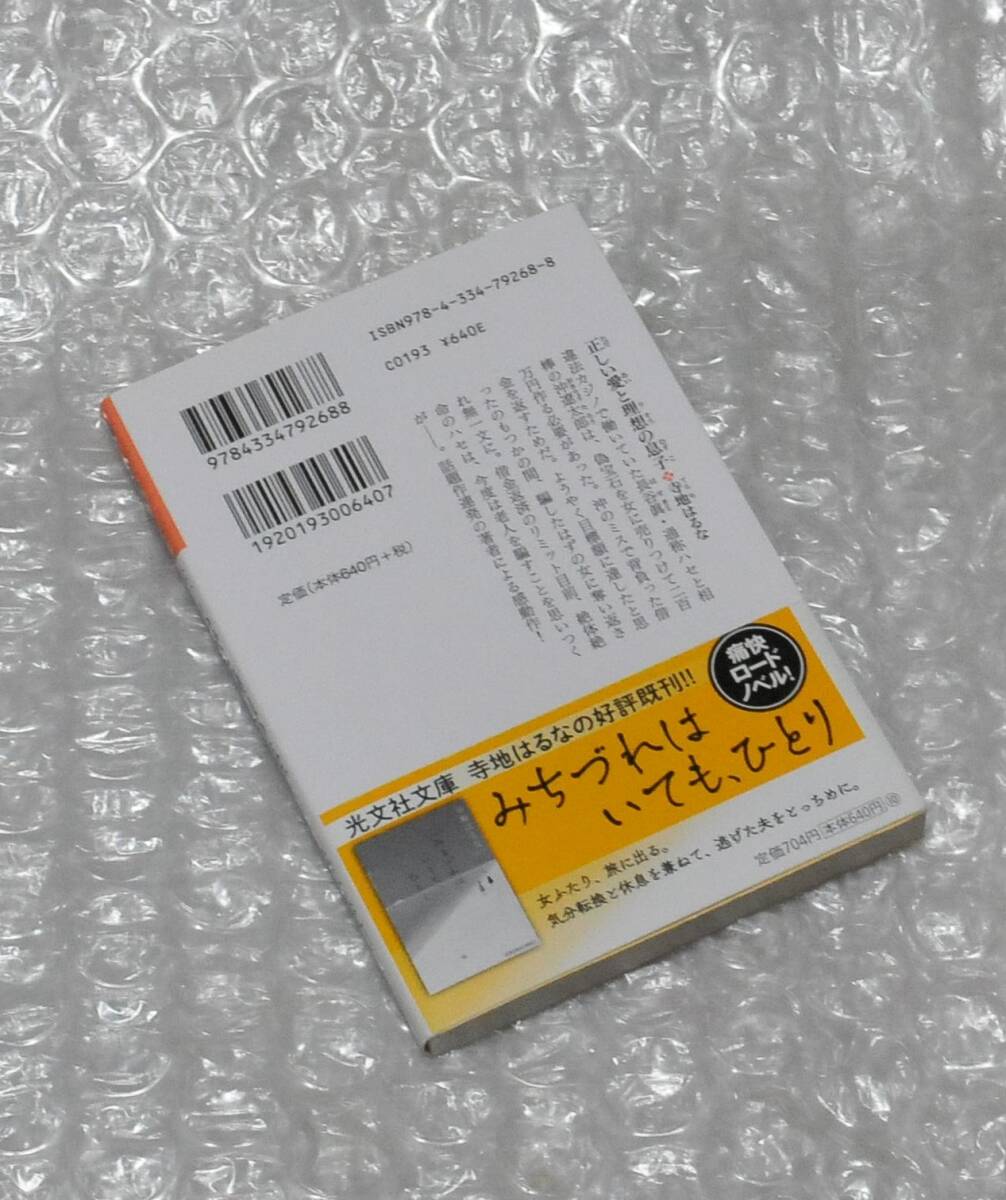 ISBN978-4-334-79268-8
C0193 ¥640E
9784334792688
1920193006407
定価(本体640円+税)
正しい愛と理想の息子 寺地はるな
違法カジノで働いていた
棒の沖遼太郎は、偽宝石を女に売りつけて二百
万円作る必要があった。沖のミスで背負った借
金を返すためだ。ようやく目標額に達したと思
ったのもつかの間、騙したはずの女に奪い返さ
れ無一文に。借金返済のリミット目前、絶体絶
命のハセは、今度は老人を騙すことを思いつく
が――。話題作連発の著者による感動作!
光文社文庫 寺地はるなの好評既刊!!
みちづれは
いても、ひとり
痛快
ロード
ノベル!
女ふたり、旅に出る。
気分転換と休息を兼ねて、逃げた夫をとっちめに。
定価704円 本体640円 ⑩